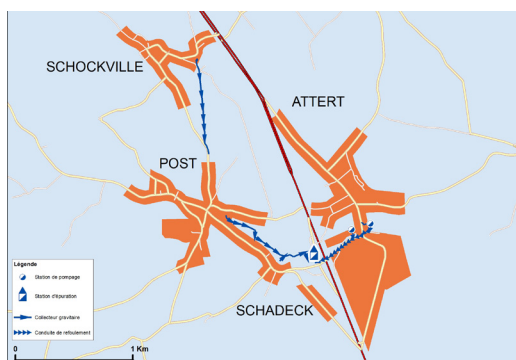 SCHOCKVILLE
ATTERT
POST
SCHADECK
Légende
Station de pompage
Station d'épuration
Collecteur gravitaire
Conduite de refoulement
0 1 Km